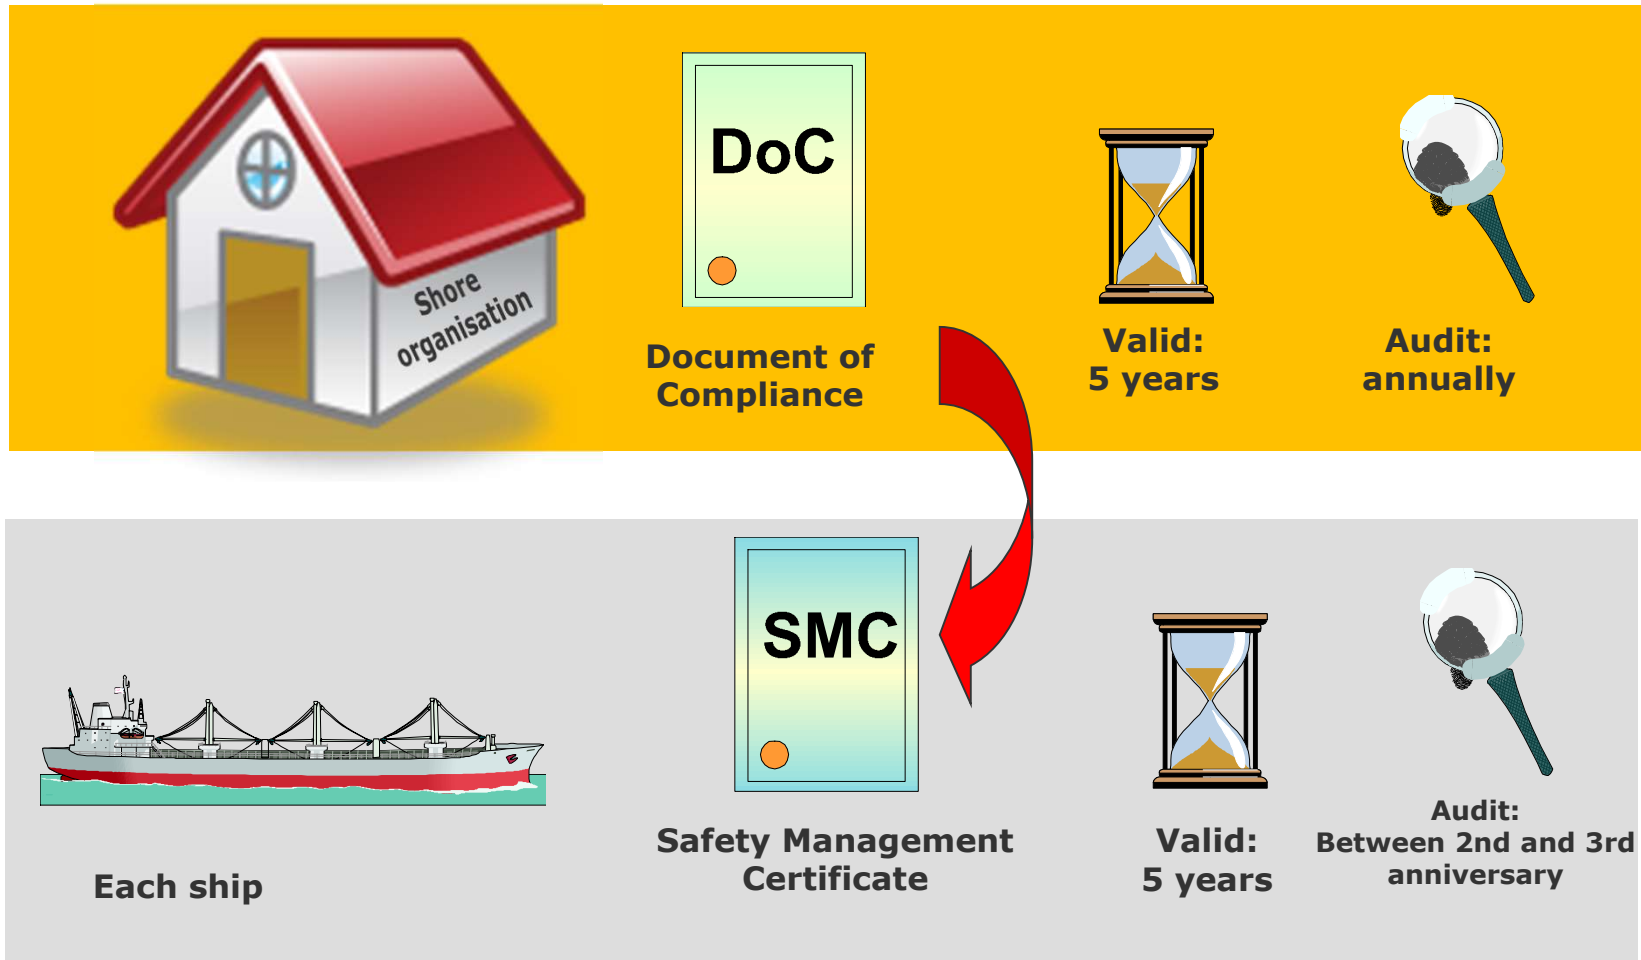 Shore
organisation
DoC
Document of
Compliance
Valid:
5 years
Audit:
annually
SMC
Safety Management
Certificate
Each ship
Valid:
5 years
Audit:
Between 2nd and 3rd
anniversary